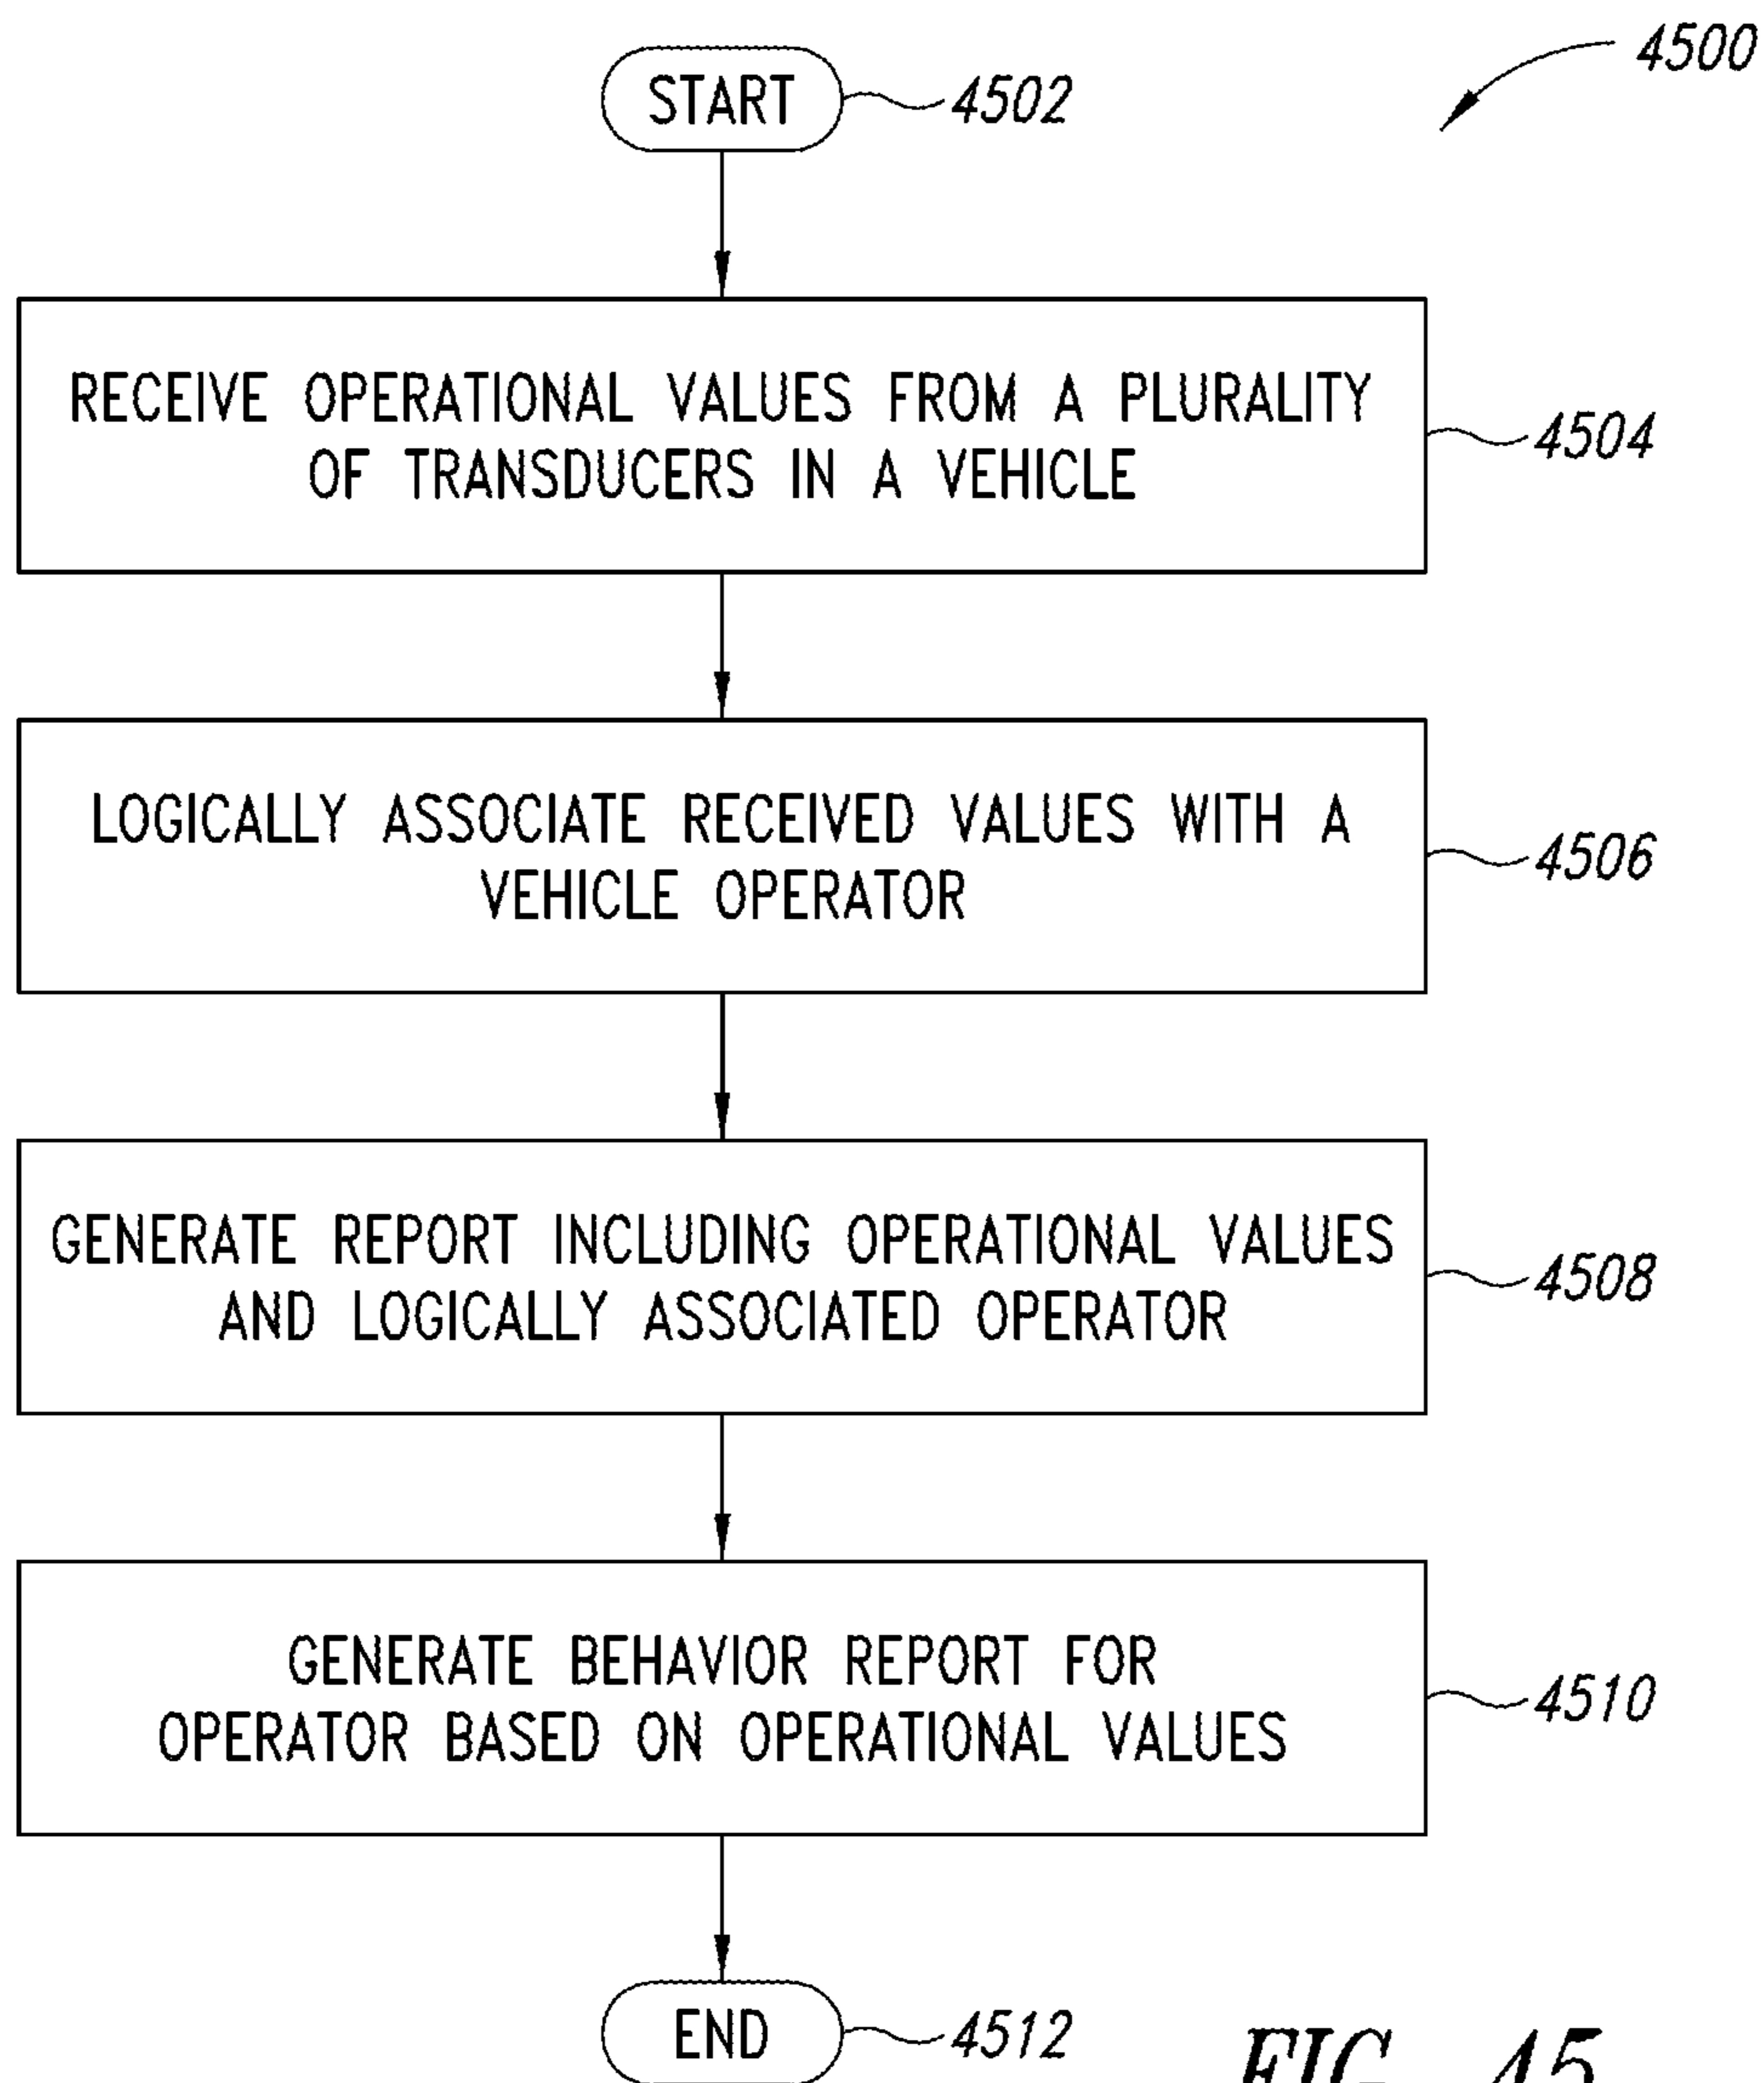 4500
START
4502
RECEIVE OPERATIONAL VALUES FROM A PLURALITY
OF TRANSDUCERS IN A VEHICLE
4504
LOGICALLY ASSOCIATE RECEIVED VALUES WITH A
VEHICLE OPERATOR
4506
GENERATE REPORT INCLUDING OPERATIONAL VALUES
AND LOGICALLY ASSOCIATED OPERATOR
4508
GENERATE BEHAVIOR REPORT FOR
OPERATOR BASED ON OPERATIONAL VALUES
4510
END
4512
FIG. 45